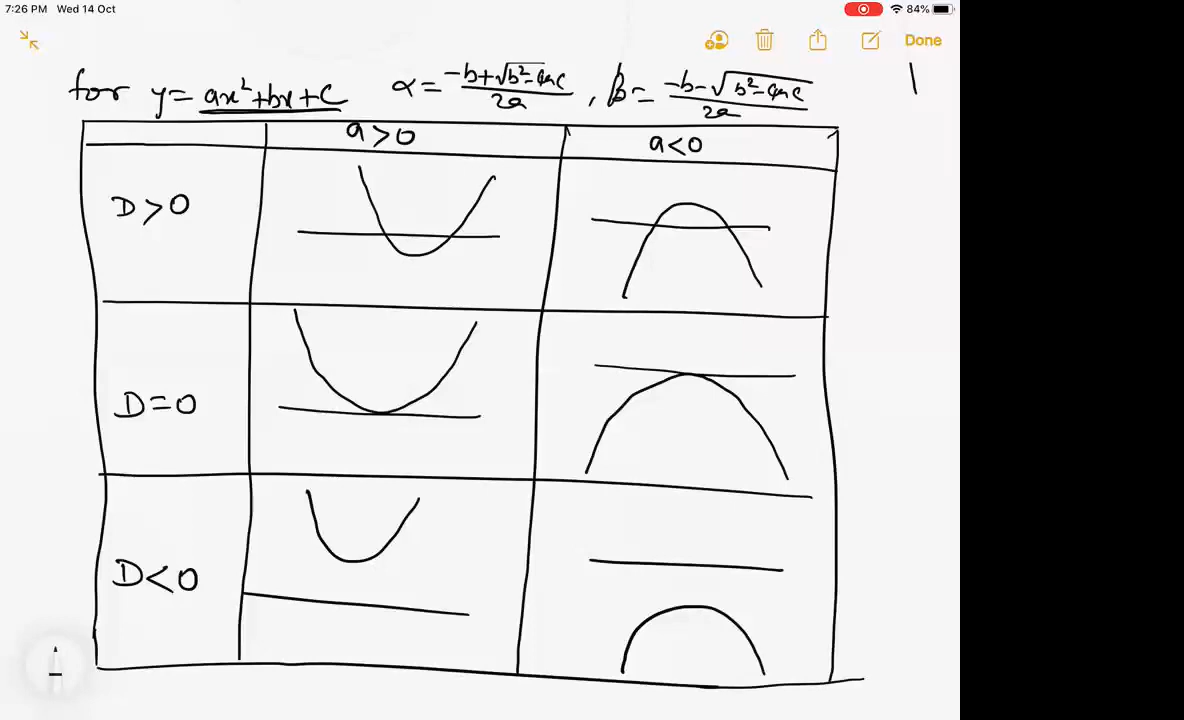 7:26 PM Wed 14 Oct 84%
Done
for y = ax²+bx+c α = -b+√b²-4ac/2a , β = -b-√b²-4ac/2a
a>0 a<0
D>0
D=0
D<0